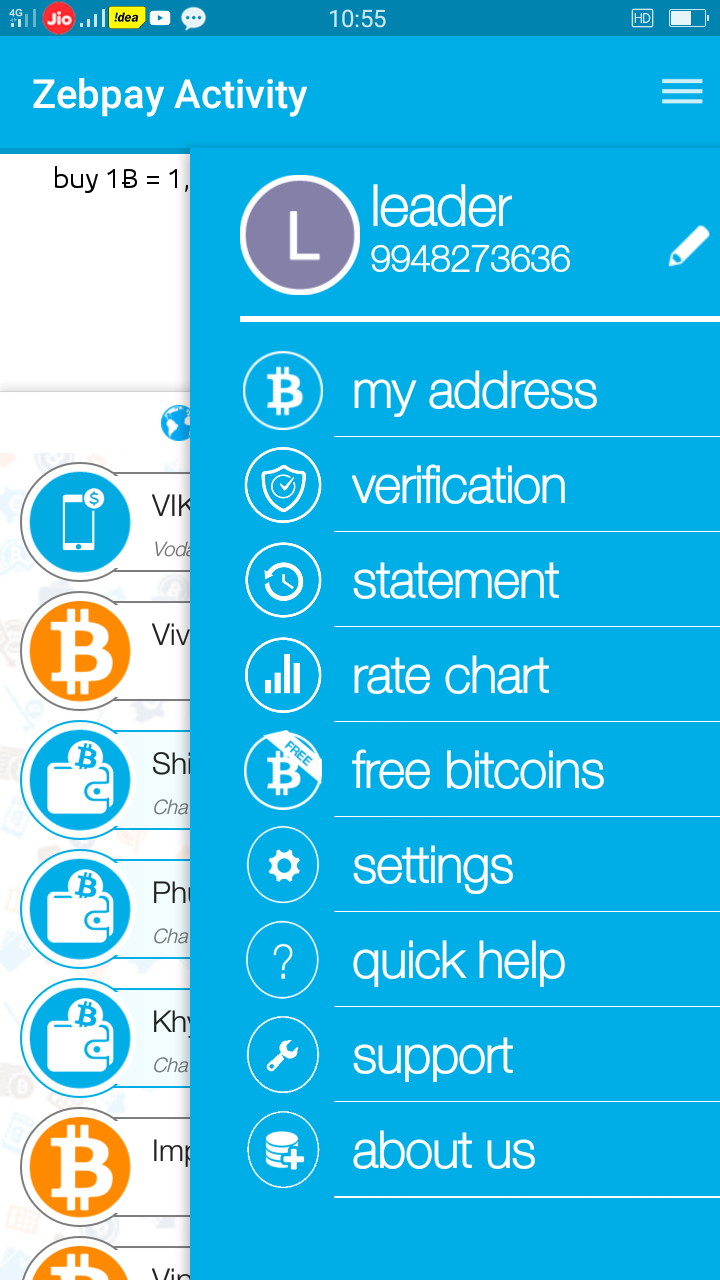 4G
Jio
!dea
10:55
HD
Zebpay Activity
buy 1Ƀ = 1,
L
leader
9948273636
my address
verification
statement
rate chart
FREE
free bitcoins
settings
quick help
support
about us
VIK
Voda
Viv
Shi
Cha
Phu
Cha
Khy
Cha
Imp
Vin